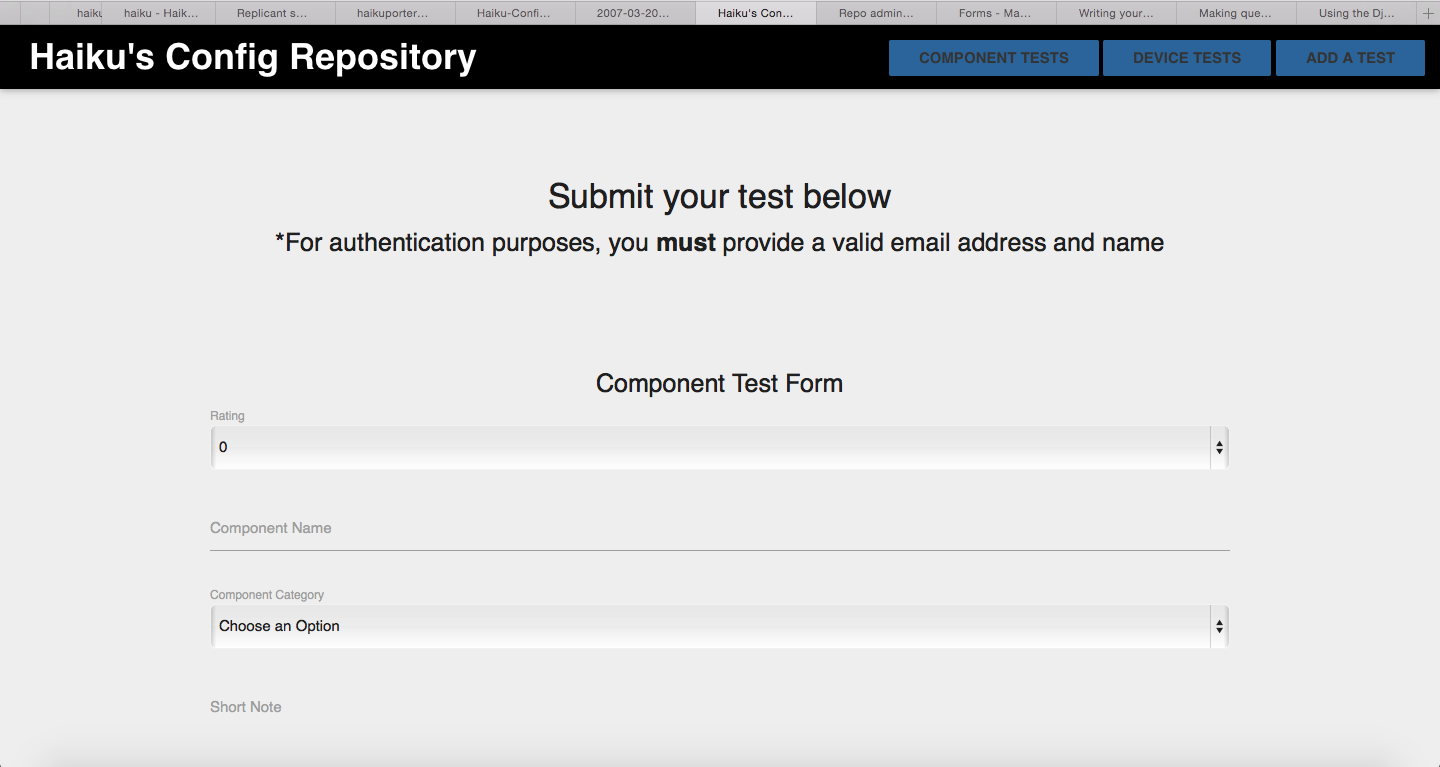 haiku
haiku - Haik...
Replicant s...
haikuporter...
Haiku-Confi...
2007-03-20...
Haiku's Con...
Repo admin...
Forms - Ma...
Writing your...
Making que...
Using the Dj...
Haiku's Config Repository
COMPONENT TESTS
DEVICE TESTS
ADD A TEST
Submit your test below
*For authentication purposes, you must provide a valid email address and name
Component Test Form
Rating
0
Component Name
Component Category
Choose an Option
Short Note